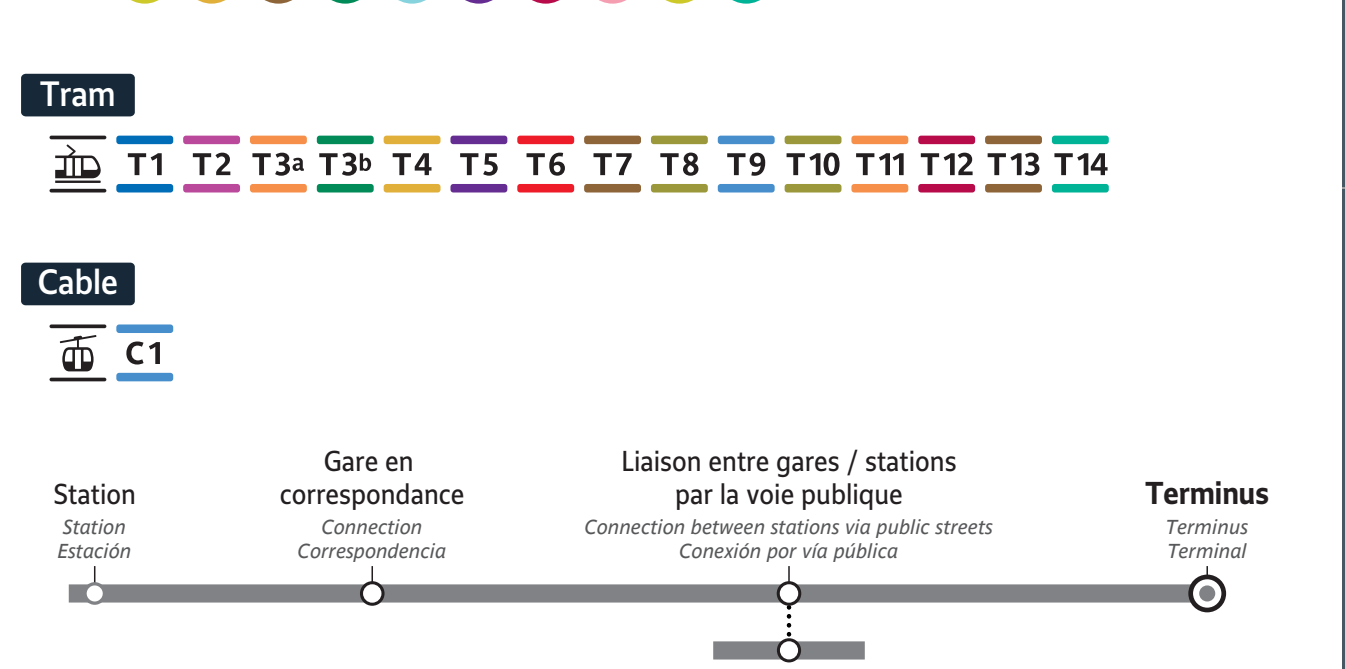 Tram
T1 T2 T3a T3b T4 T5 T6 T7 T8 T9 T10 T11 T12 T13 T14
Cable
C1
Station
Station
Estación
Gare en
correspondance
Connection
Correspondencia
Liaison entre gares / stations
par la voie publique
Connection between stations via public streets
Conexión por vía pública
Terminus
Terminus
Terminal